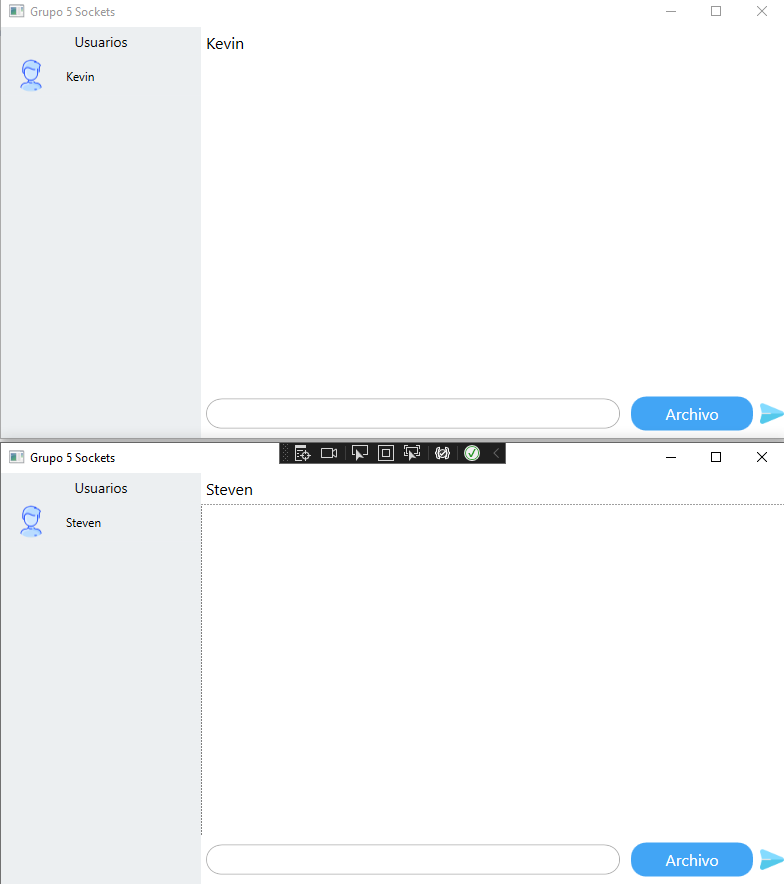 Grupo 5 Sockets
Usuarios
Kevin
Kevin
Archivo
Grupo 5 Sockets
Usuarios
Steven
Steven
Archivo